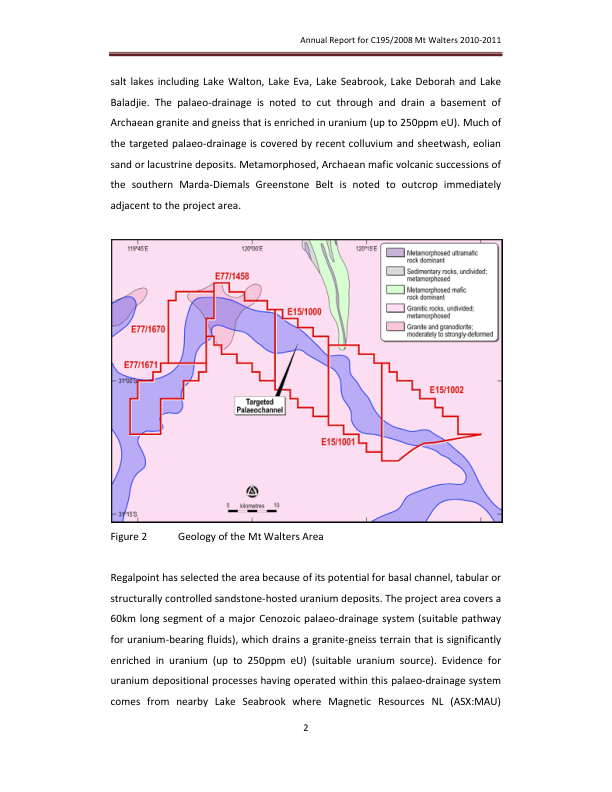 Annual Report for C195/2008 Mt Walters 2010-2011
salt lakes including Lake Walton, Lake Eva, Lake Seabrook, Lake Deborah and Lake
Baladjie. The palaeo-drainage is noted to cut through and drain a basement of
Archaean granite and gneiss that is enriched in uranium (up to 250ppm eU). Much of
the targeted palaeo-drainage is covered by recent colluvium and sheetwash, eolian
sand or lacustrine deposits. Metamorphosed, Archaean mafic volcanic successions of
the southern Marda-Diemals Greenstone Belt is noted to outcrop immediately
adjacent to the project area.
119°45'E
120°00'E
120°15'E
Metamorphosed ultramafic
rock dominant
Sedimentary rocks, undivided;
metamorphosed
Metamorphosed mafic
rock dominant
Granitic rocks, undivided;
metamorphosed
Granite and granodiorite;
moderately to strongly-deformed
E77/1458
E15/1000
E77/1670
E77/1671
E15/1002
Targeted
Palaeochannel
E15/1001
0 kilometres 10
31°15'S
Figure 2 Geology of the Mt Walters Area
Regalpoint has selected the area because of its potential for basal channel, tabular or
structurally controlled sandstone-hosted uranium deposits. The project area covers a
60km long segment of a major Cenozoic palaeo-drainage system (suitable pathway
for uranium-bearing fluids), which drains a granite-gneiss terrain that is significantly
enriched in uranium (up to 250ppm eU) (suitable uranium source). Evidence for
uranium depositional processes having operated within this palaeo-drainage system
comes from nearby Lake Seabrook where Magnetic Resources NL (ASX:MAU)
2